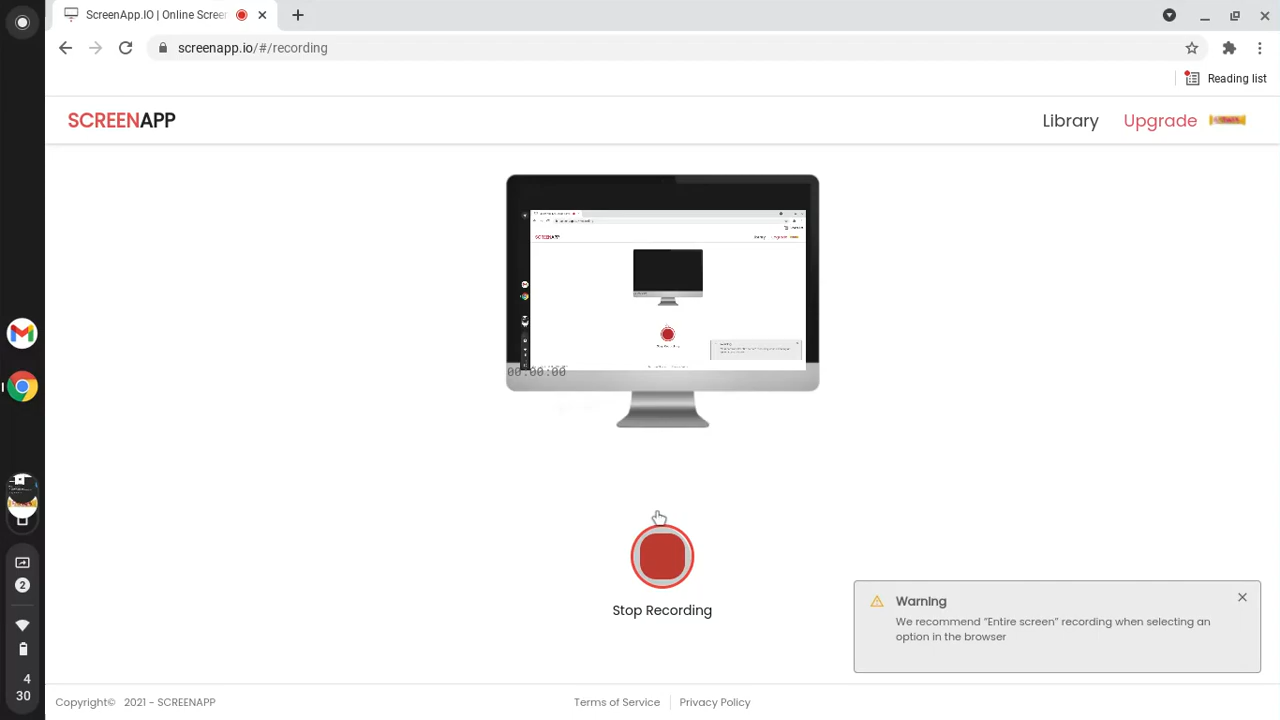 ScreenApp.IO | Online Screen
screenapp.io/#/recording
Reading list
SCREENAPP
Library
Upgrade
00:00:00
Stop Recording
Warning
We recommend “Entire screen” recording when selecting an
option in the browser
2
4
30
Copyright© 2021 - SCREENAPP
Terms of Service
Privacy Policy